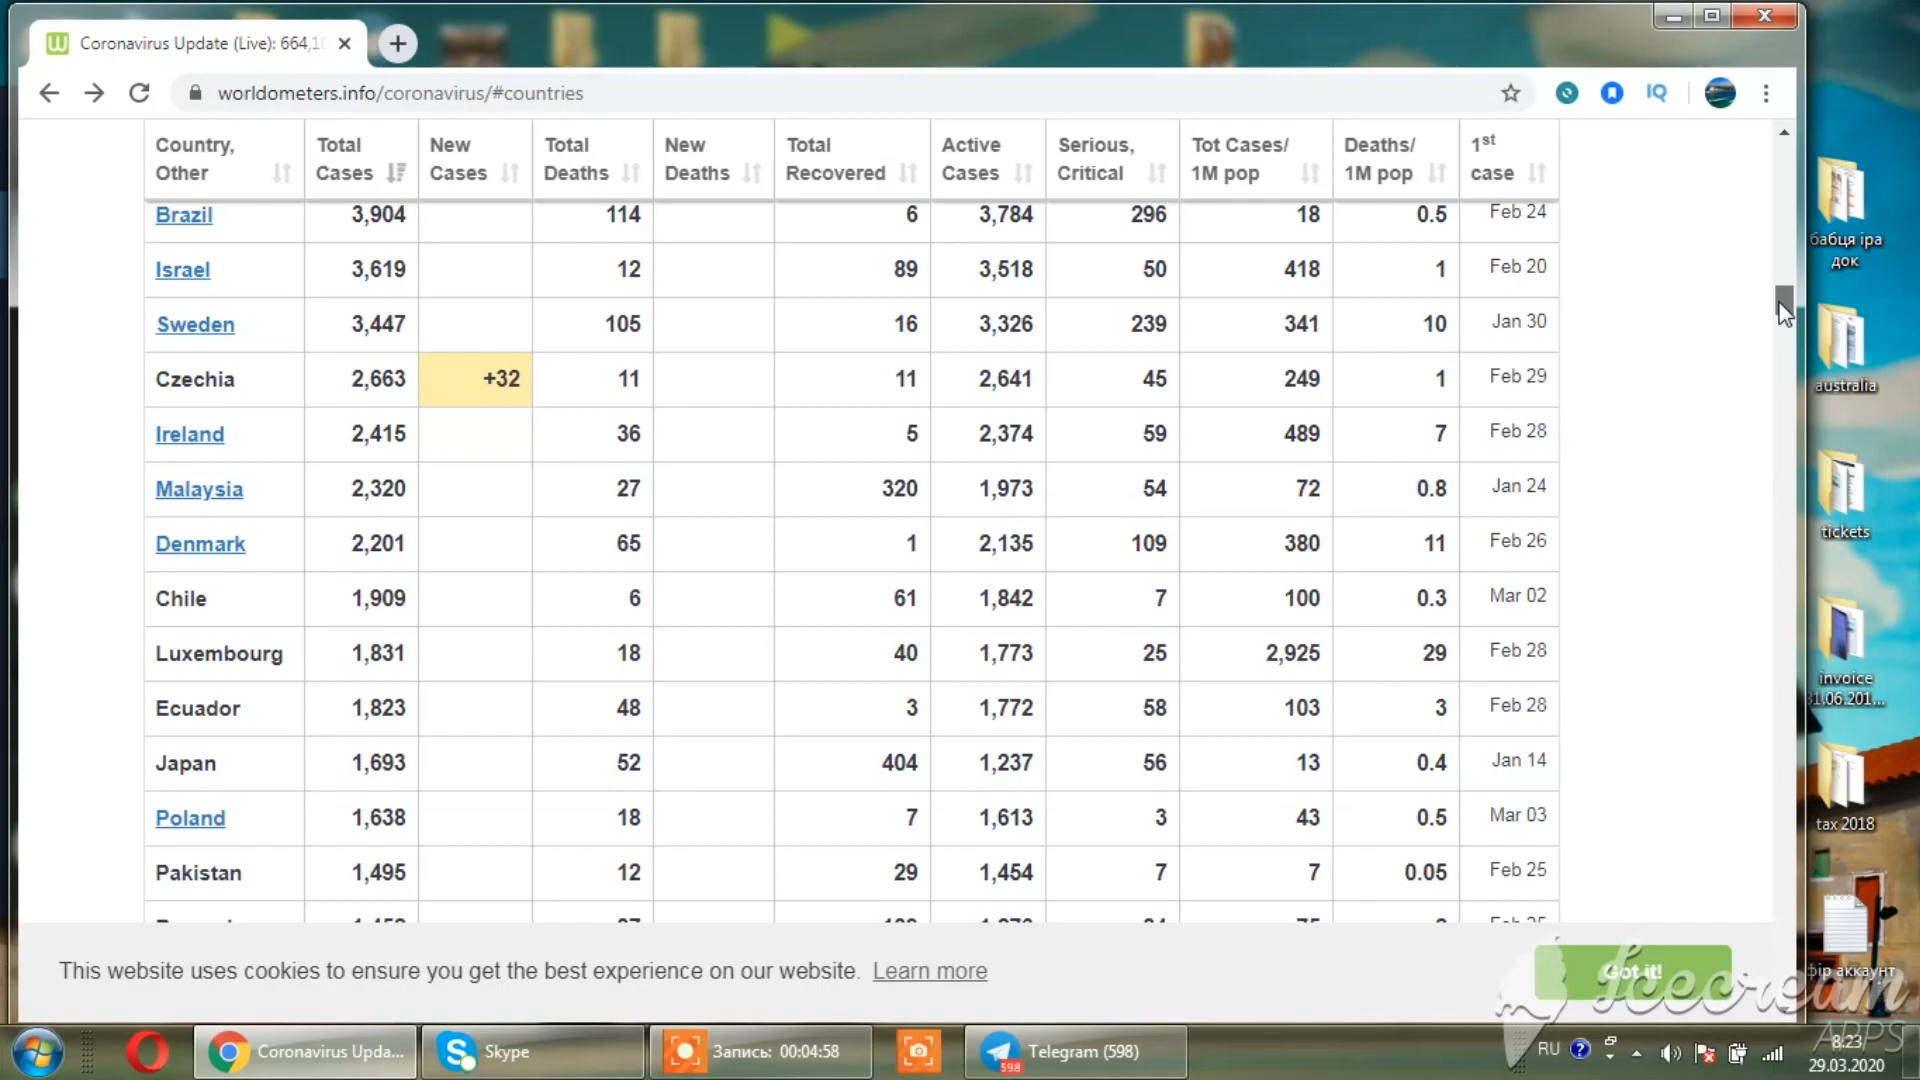 Coronavirus Update (Live): 664,10
worldometers.info/coronavirus/#countries
IQ
Country, Other Total Cases New Cases Total Deaths New Deaths Total Recovered Active Cases Serious, Critical Tot Cases/ 1M pop Deaths/ 1M pop 1st case
Brazil 3,904 114 6 3,784 296 18 0.5 Feb 24
Israel 3,619 12 89 3,518 50 418 1 Feb 20
Sweden 3,447 105 16 3,326 239 341 10 Jan 30
Czechia 2,663 +32 11 11 2,641 45 249 1 Feb 29
Ireland 2,415 36 5 2,374 59 489 7 Feb 28
Malaysia 2,320 27 320 1,973 54 72 0.8 Jan 24
Denmark 2,201 65 1 2,135 109 380 11 Feb 26
Chile 1,909 6 61 1,842 7 100 0.3 Mar 02
Luxembourg 1,831 18 40 1,773 25 2,925 29 Feb 28
Ecuador 1,823 48 3 1,772 58 103 3 Feb 28
Japan 1,693 52 404 1,237 56 13 0.4 Jan 14
Poland 1,638 18 7 1,613 3 43 0.5 Mar 03
Pakistan 1,495 12 29 1,454 7 7 0.05 Feb 25
This website uses cookies to ensure you get the best experience on our website. Learn more
Got it!
Icecream
APPS
бабця іра
док
australia
tickets
invoice
31.06.201...
tax 2018
фір аккаунт
Coronavirus Upda...
Skype
Запись: 00:04:58
Telegram (598)
598
RU
8:23
29.03.2020